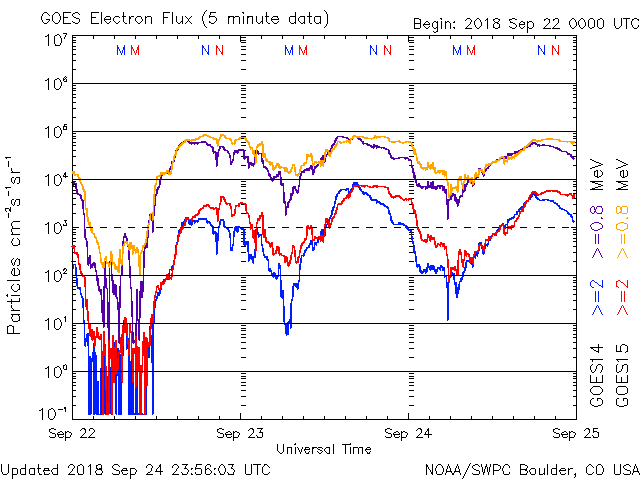 GOES Electron Flux (5 minute data)
Begin: 2018 Sep 22 0000 UTC
M M N N M M N N M M N N
10⁷
10⁶
10⁵
10⁴
10³
10²
10¹
10⁰
10⁻¹
Particles cm⁻²s⁻¹sr⁻¹
Sep 22 Sep 23 Sep 24 Sep 25
Universal Time
GOES14 >=2 >=0.8 MeV
GOES15 >=2 >=0.8 MeV
Updated 2018 Sep 24 23:56:03 UTC
NOAA/SWPC Boulder, CO USA